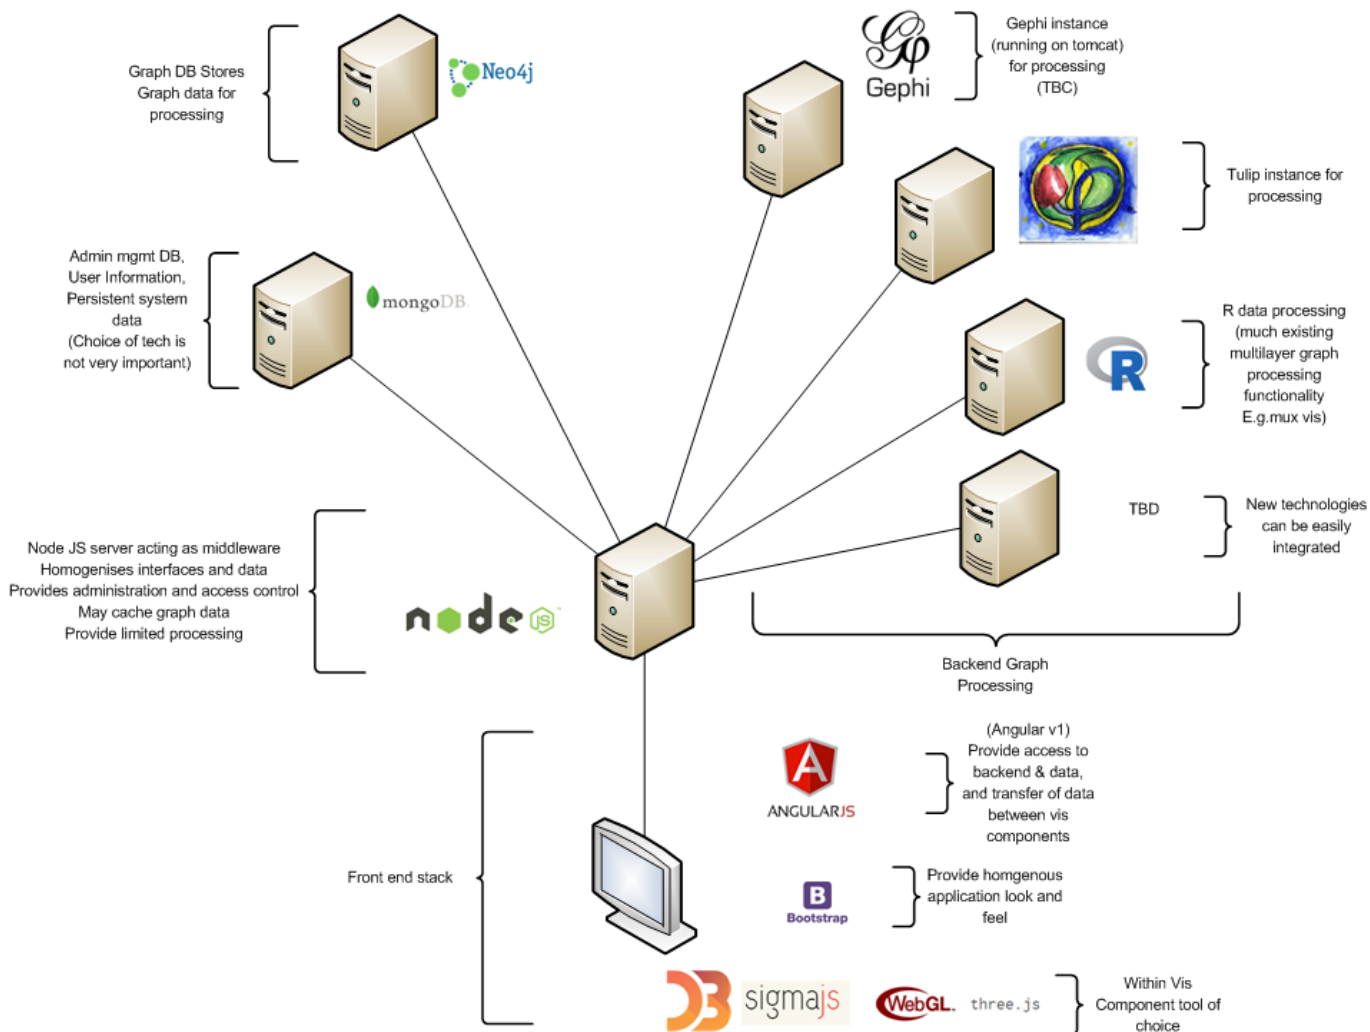 Graph DB Stores
Graph data for
processing
Neo4j
Gephi
Gephi instance
(running on tomcat)
for processing
(TBC)
Tulip instance for
processing
Admin mgmt DB,
User Information,
Persistent system
data
(Choice of tech is
not very important)
mongoDB.
R
R data processing
(much existing
multilayer graph
processing
functionality
E.g.mux vis)
TBD
New technologies
can be easily
integrated
Node JS server acting as middleware
Homogenises interfaces and data
Provides administration and access control
May cache graph data
Provide limited processing
node JS ™
Backend Graph
Processing
A
ANGULARJS
(Angular v1)
Provide access to
backend & data,
and transfer of data
between vis
components
Front end stack
B
Bootstrap
Provide homgenous
application look and
feel
D3
sigmajs
WebGL.
three.js
Within Vis
Component tool of
choice